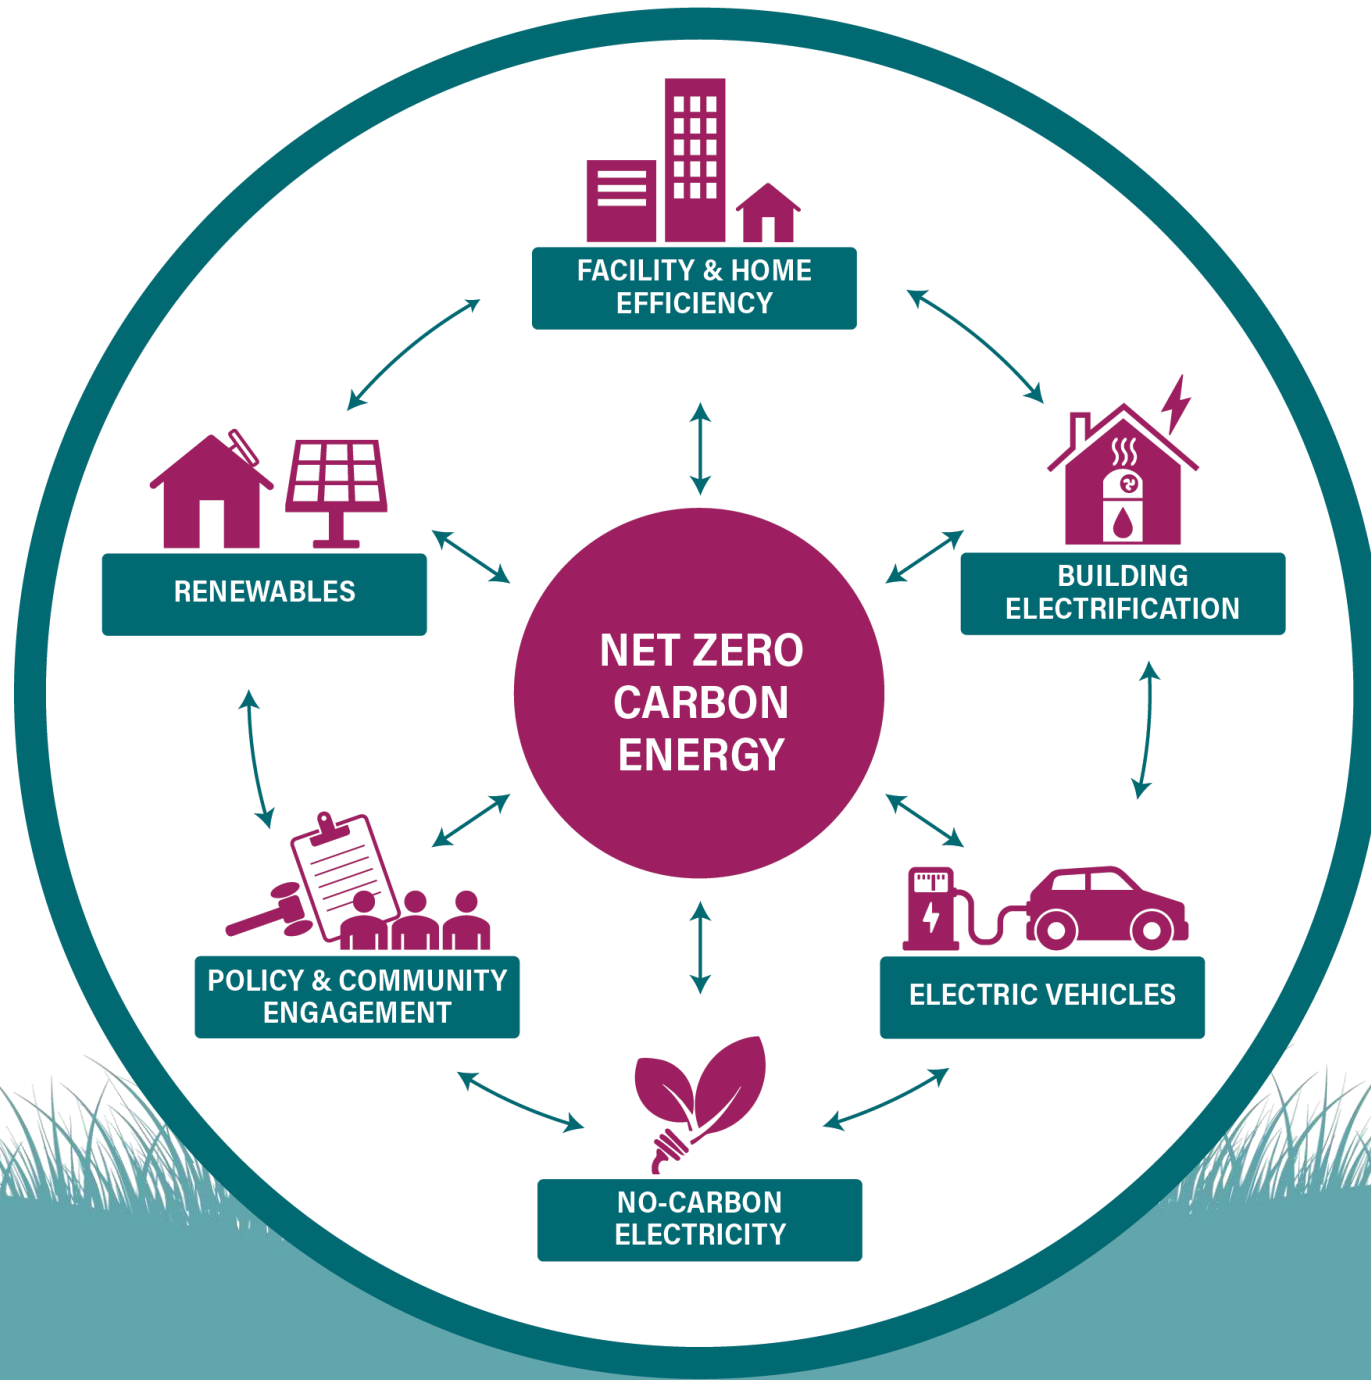 FACILITY & HOME
EFFICIENCY
RENEWABLES
BUILDING
ELECTRIFICATION
NET ZERO
CARBON
ENERGY
POLICY & COMMUNITY
ENGAGEMENT
ELECTRIC VEHICLES
NO-CARBON
ELECTRICITY